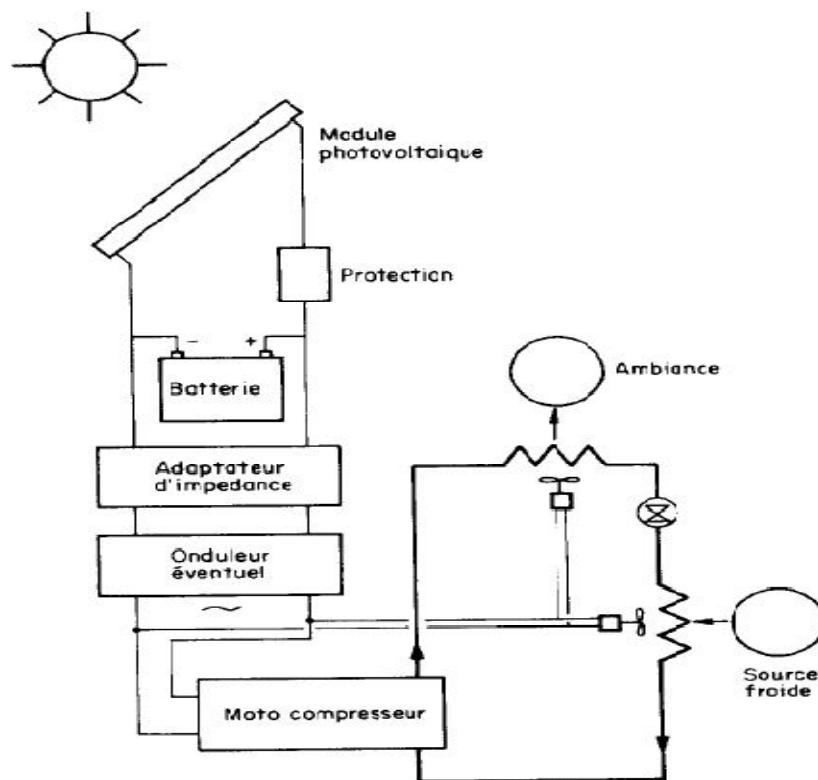 Module
photovoltaique
Protection
- +
Batterie
Ambiance
Adaptateur
d'impedance
Onduleur
éventuel
~
Moto compresseur
Source
froide